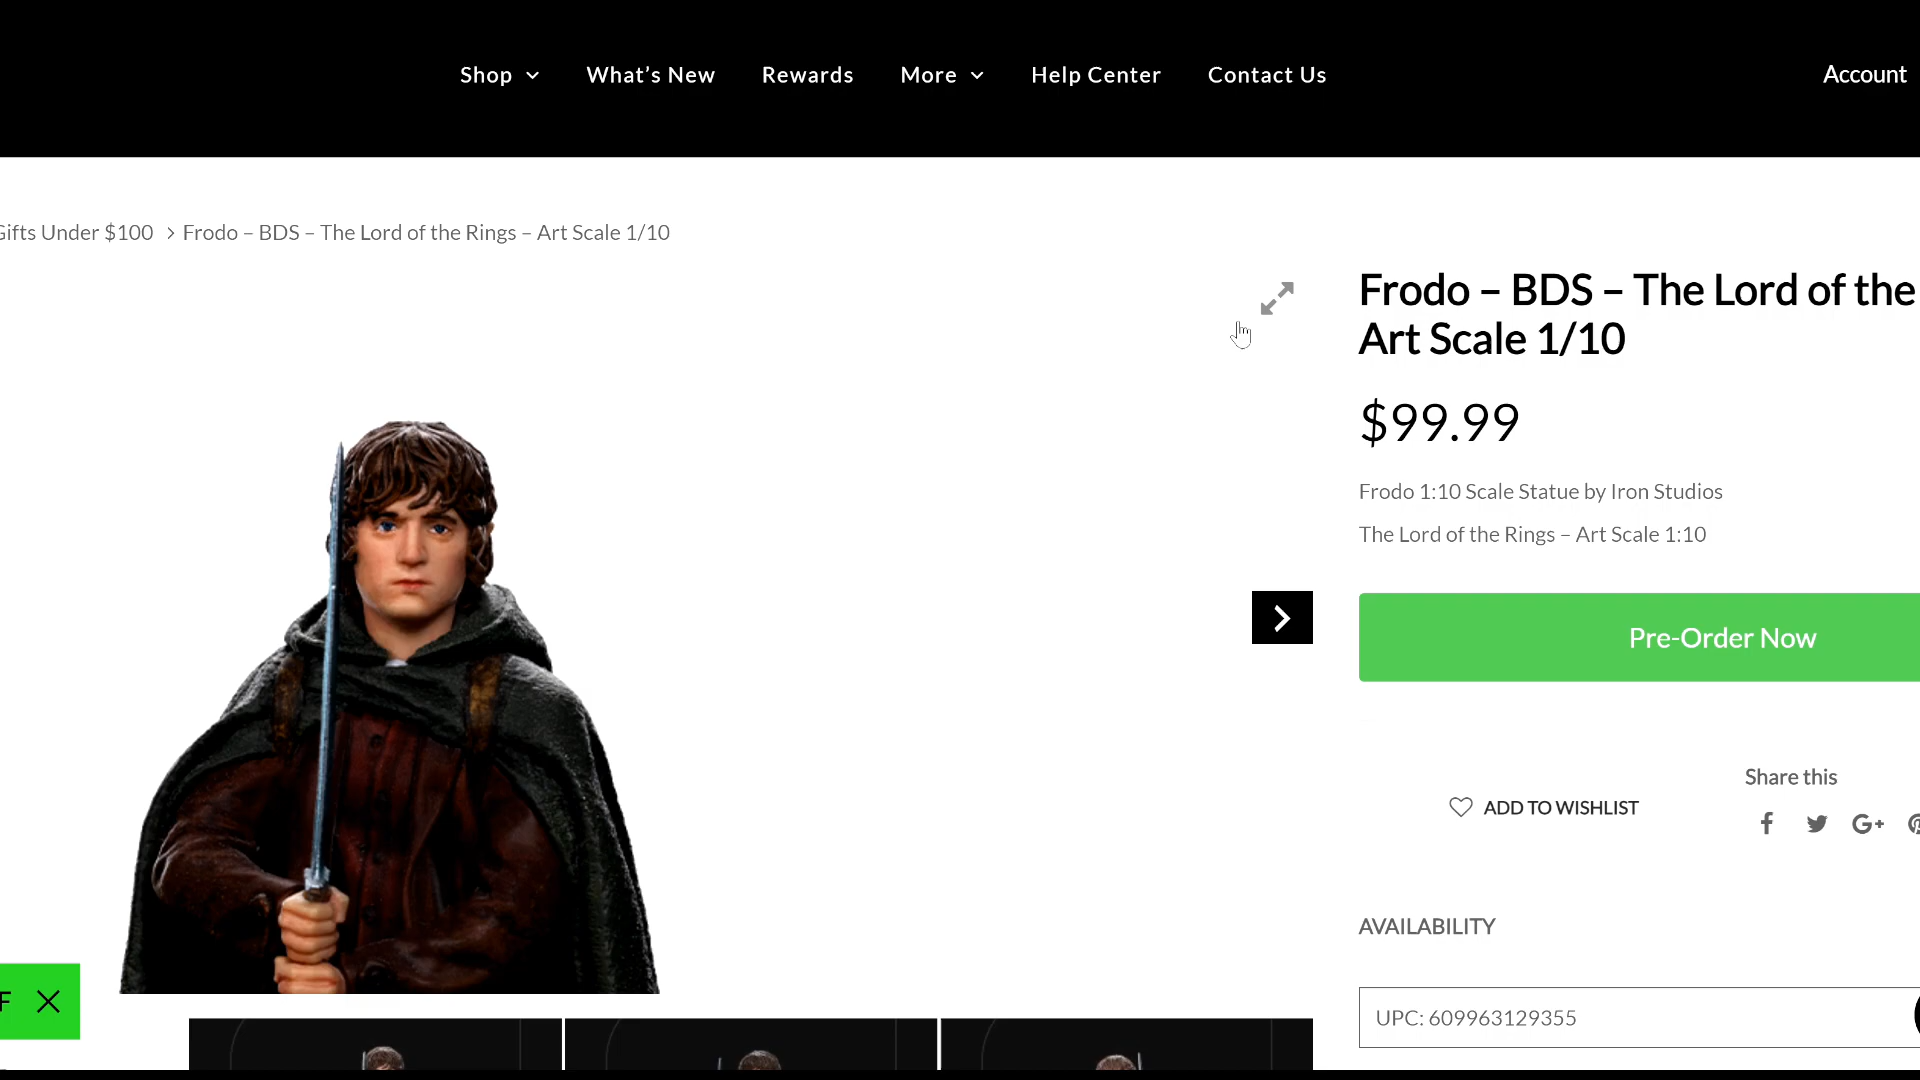 Shop
What's New
Rewards
More
Help Center
Contact Us
Account
Gifts Under $100 > Frodo – BDS – The Lord of the Rings – Art Scale 1/10
Frodo – BDS – The Lord of the
Art Scale 1/10
$99.99
Frodo 1:10 Scale Statue by Iron Studios
The Lord of the Rings – Art Scale 1:10
Pre-Order Now
Share this
ADD TO WISHLIST
AVAILABILITY
F
UPC: 609963129355